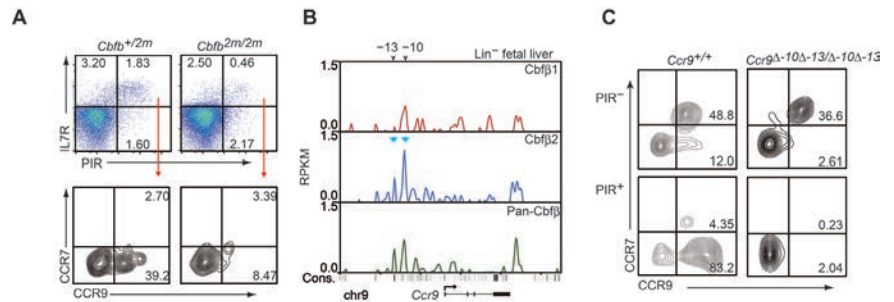 A
Cbfb+/2m
Cbfb2m/2m
3.20
1.83
2.50
0.46
1.60
2.17
IL7R
PIR
2.70
3.39
39.2
8.47
CCR7
CCR9
B
−13
−10
Lin− fetal liver
1.5
Cbfβ1
0.0
1.5
Cbfβ2
0.0
1.5
Pan-Cbfβ
0.0
RPKM
Cons.
chr9
Ccr9
C
Ccr9+/+
Ccr9Δ-10Δ-13/Δ-10Δ-13
PIR−
48.8
36.6
12.0
2.61
PIR+
4.35
0.23
83.2
2.04
CCR7
CCR9